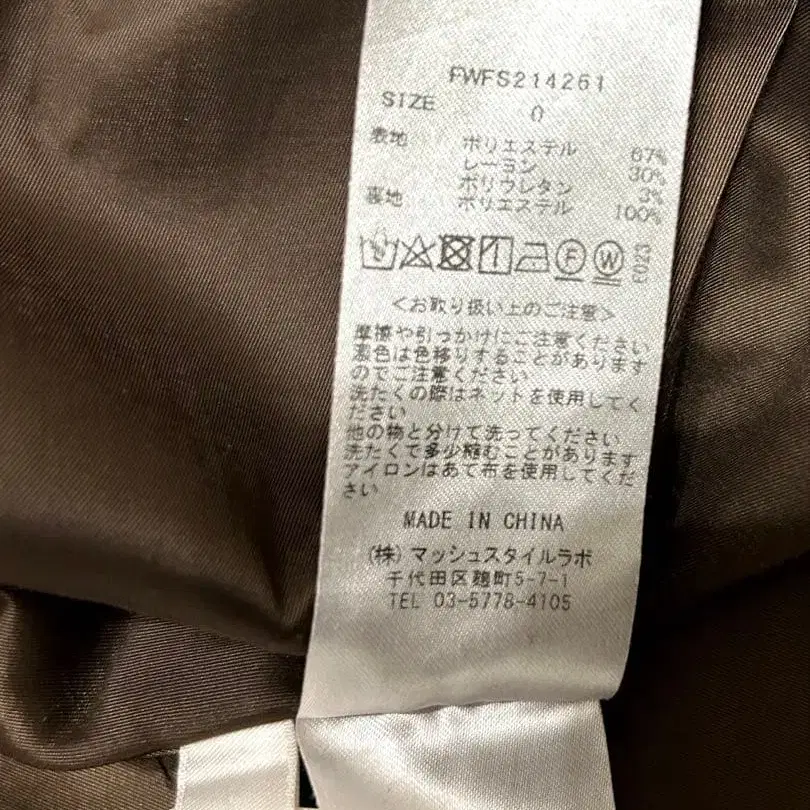 FWFS214261
SIZE 0
表地 ポリエステル 67%
レーヨン 30%
ポリウレタン 3%
裏地 ポリエステル 100%
F W E023
<お取り扱い上のご注意>
摩擦や引っかけにご注意ください
濃色は色移りすることがあります
のでご注意ください
洗たくの際はネットを使用してく
ださい
他の物と分けて洗ってください
洗たくで多少縮むことがあります
アイロンはあて布を使用してくだ
さい
MADE IN CHINA
(株)マッシュスタイルラボ
千代田区麹町5-7-1
TEL 03-5778-4105